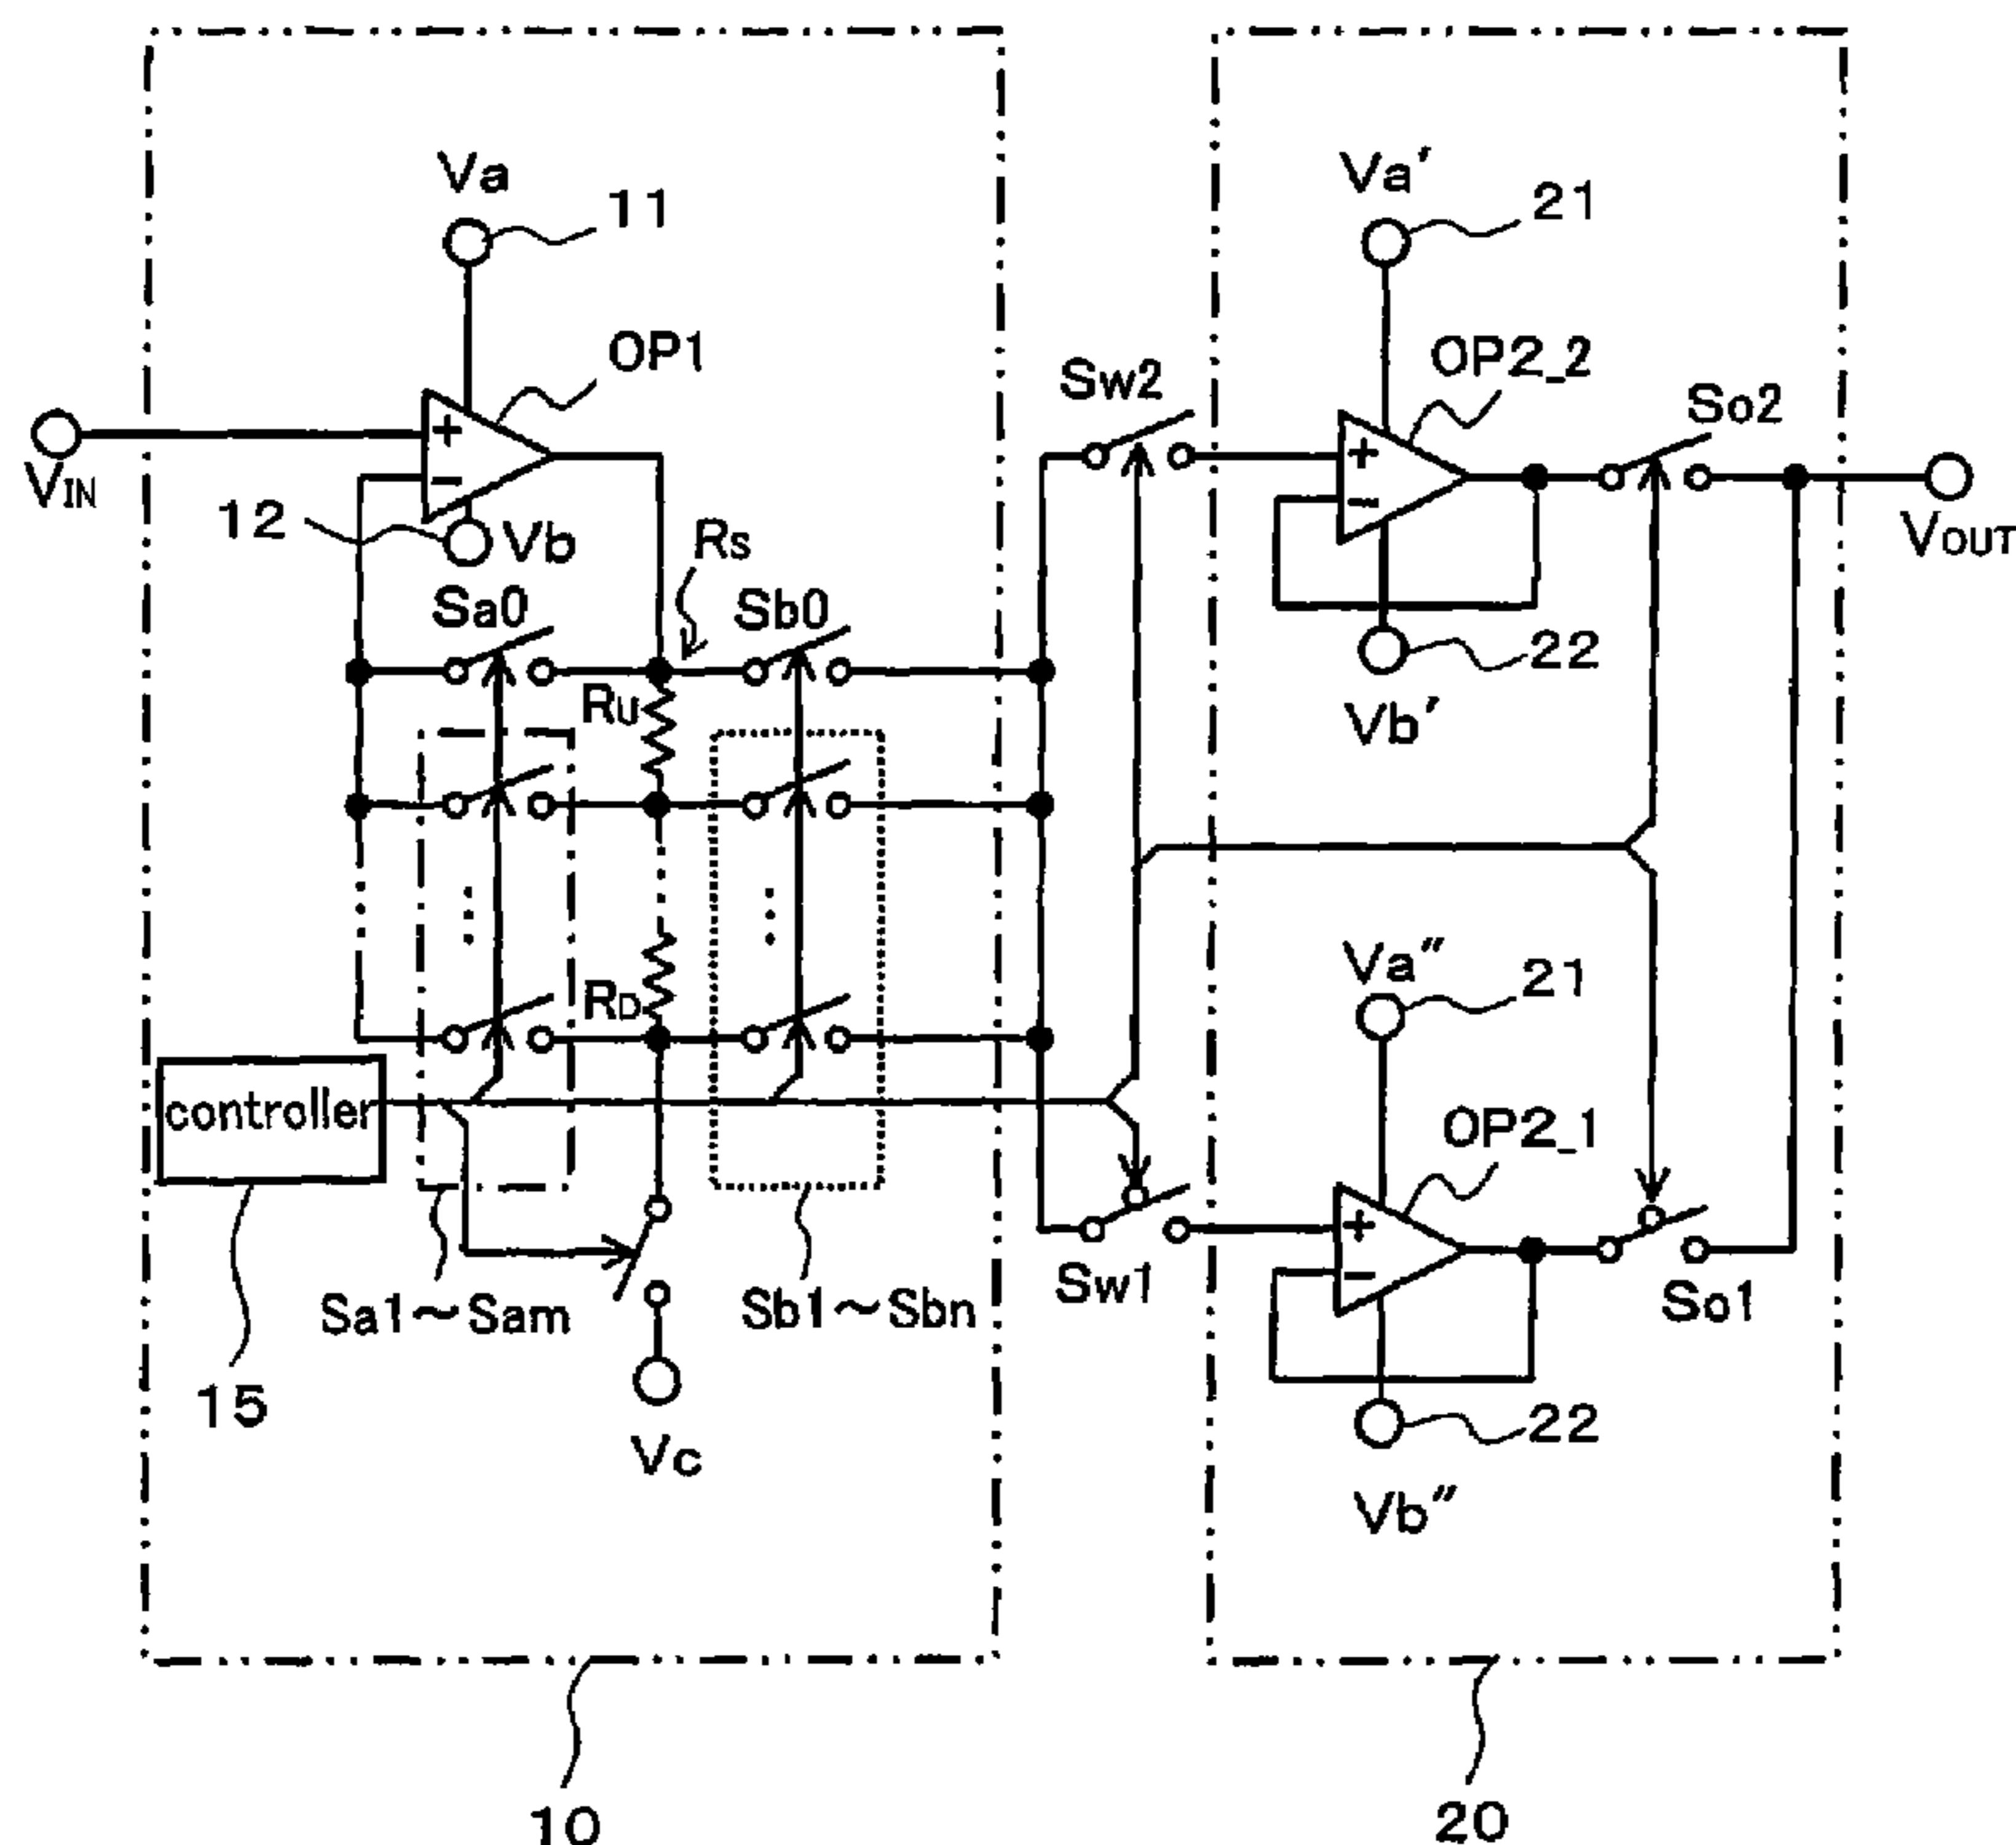 Va
11
OP1
+
−
VIN
12
Vb
Rs
Sa0
Sb0
RU
RD
controller
15
Sa1～Sam
Sb1～Sbn
Vc
10
Sw2
Sw1
Va′
21
OP2_2
+
−
So2
VOUT
22
Vb′
Va″
21
OP2_1
+
−
So1
22
Vb″
20